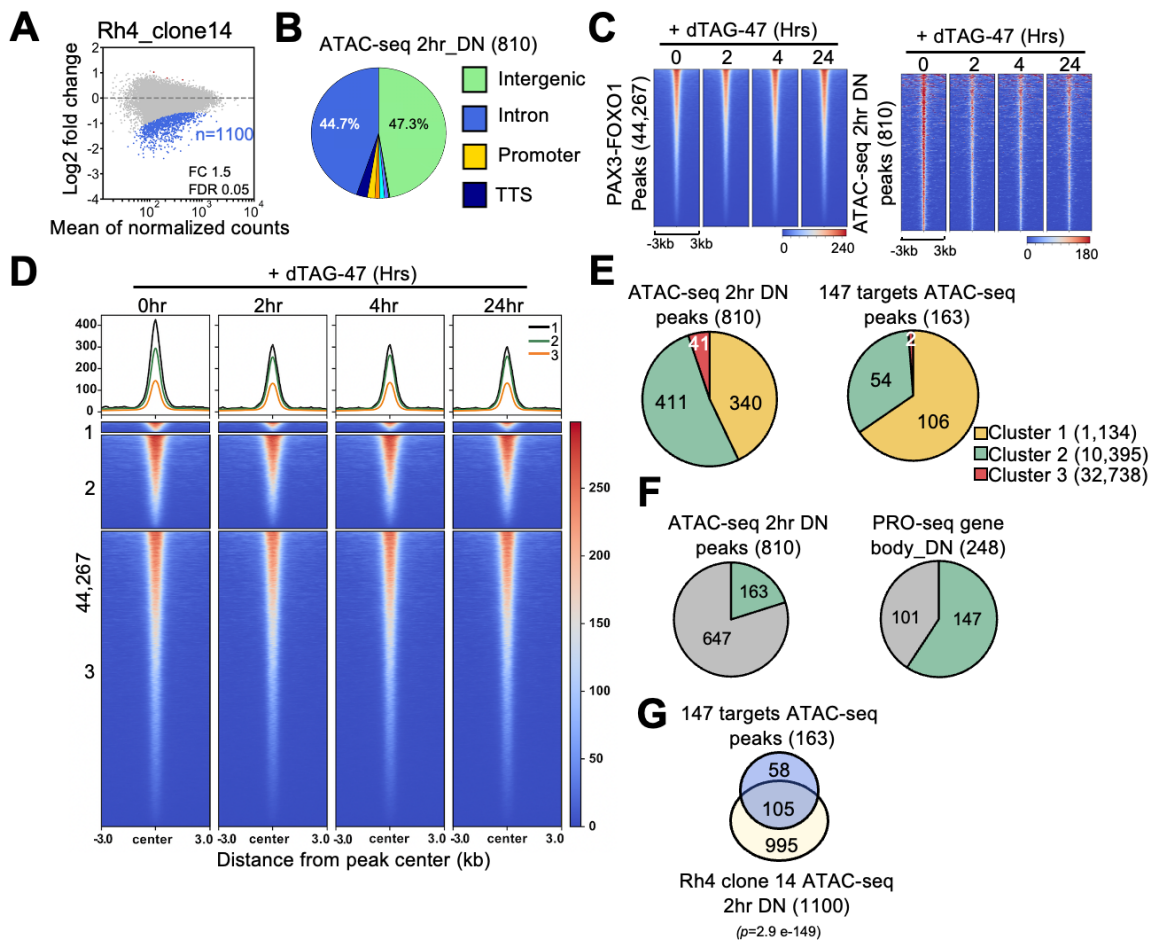 A
Rh4_clone14
Log2 fold change
2
1
0
-1
-2
-3
-4
n=1100
FC 1.5
FDR 0.05
10² 10³ 10⁴
Mean of normalized counts
B
ATAC-seq 2hr_DN (810)
44.7%
47.3%
Intergenic
Intron
Promoter
TTS
C
+ dTAG-47 (Hrs)
0 2 4 24
PAX3-FOXO1
Peaks (44,267)
-3kb 3kb
0 240
+ dTAG-47 (Hrs)
0 2 4 24
ATAC-seq 2hr DN
peaks (810)
-3kb 3kb
0 180
D
+ dTAG-47 (Hrs)
0hr 2hr 4hr 24hr
400
300
200
100
0
1
2
3
1
2
3
44,267
250
200
150
100
50
0
-3.0 center 3.0 -3.0 center 3.0 -3.0 center 3.0 -3.0 center 3.0
Distance from peak center (kb)
E
ATAC-seq 2hr DN
peaks (810)
41
411
340
147 targets ATAC-seq
peaks (163)
2
54
106
Cluster 1 (1,134)
Cluster 2 (10,395)
Cluster 3 (32,738)
F
ATAC-seq 2hr DN
peaks (810)
163
647
PRO-seq gene
body_DN (248)
101
147
G
147 targets ATAC-seq
peaks (163)
58
105
995
Rh4 clone 14 ATAC-seq
2hr DN (1100)
(p=2.9 e-149)